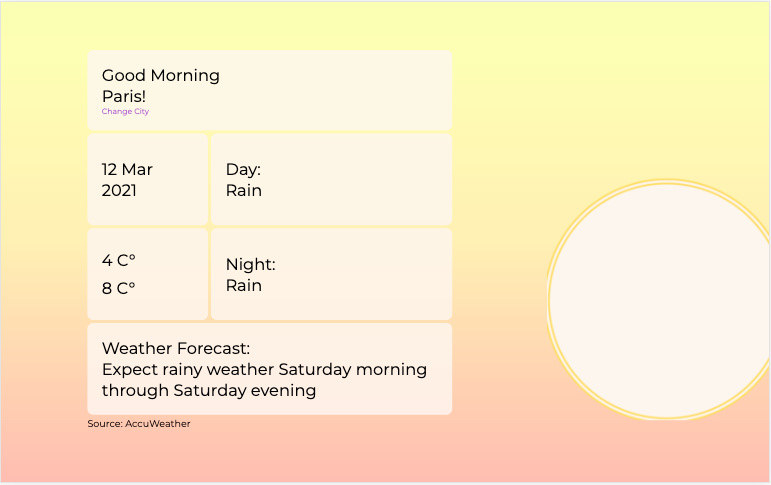 Good Morning
Paris!
Change City
12 Mar
2021
Day:
Rain
4 C°
8 C°
Night:
Rain
Weather Forecast:
Expect rainy weather Saturday morning
through Saturday evening
Source: AccuWeather